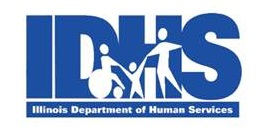 IDHS
Illinois Department of Human Services